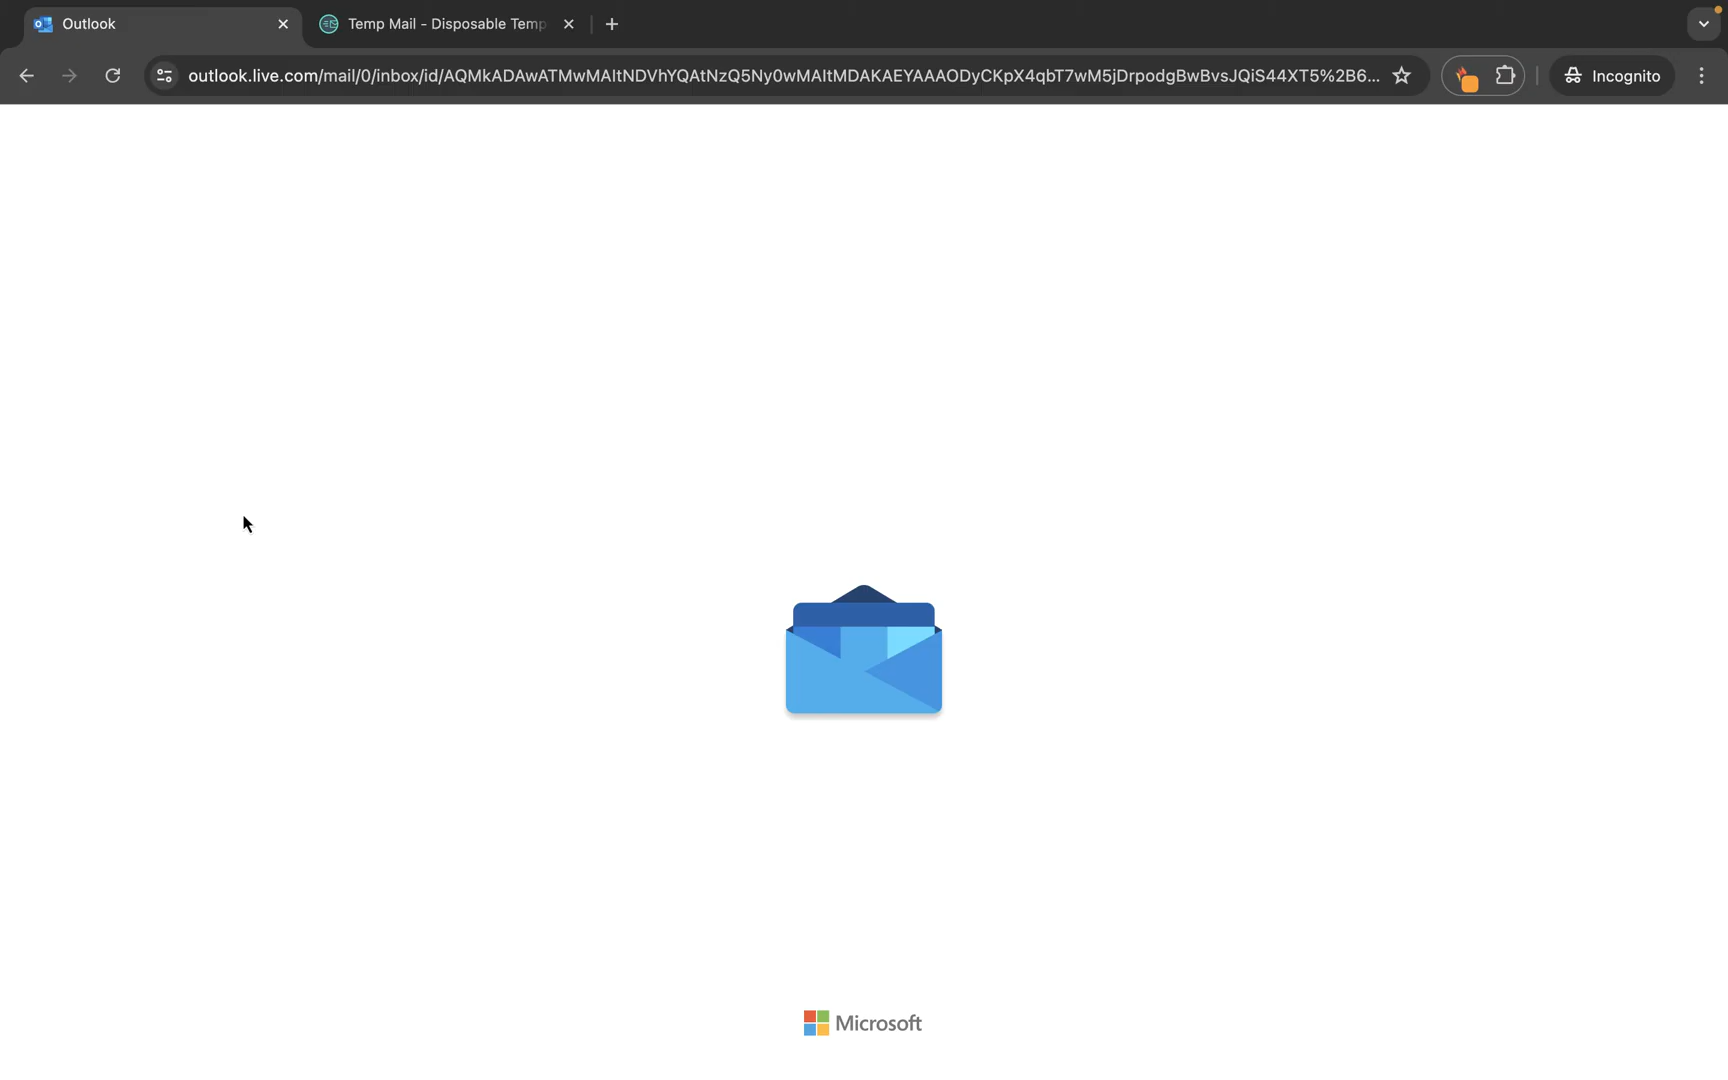 Outlook
Temp Mail - Disposable Temp
outlook.live.com/mail/0/inbox/id/AQMkADAwATMwMAItNDVhYQAtNzQ5Ny0wMAItMDAKAEYAAAODyCKpX4qbT7wM5jDrpodgBwBvsJQiS44XT5%2B6...
Incognito
Microsoft